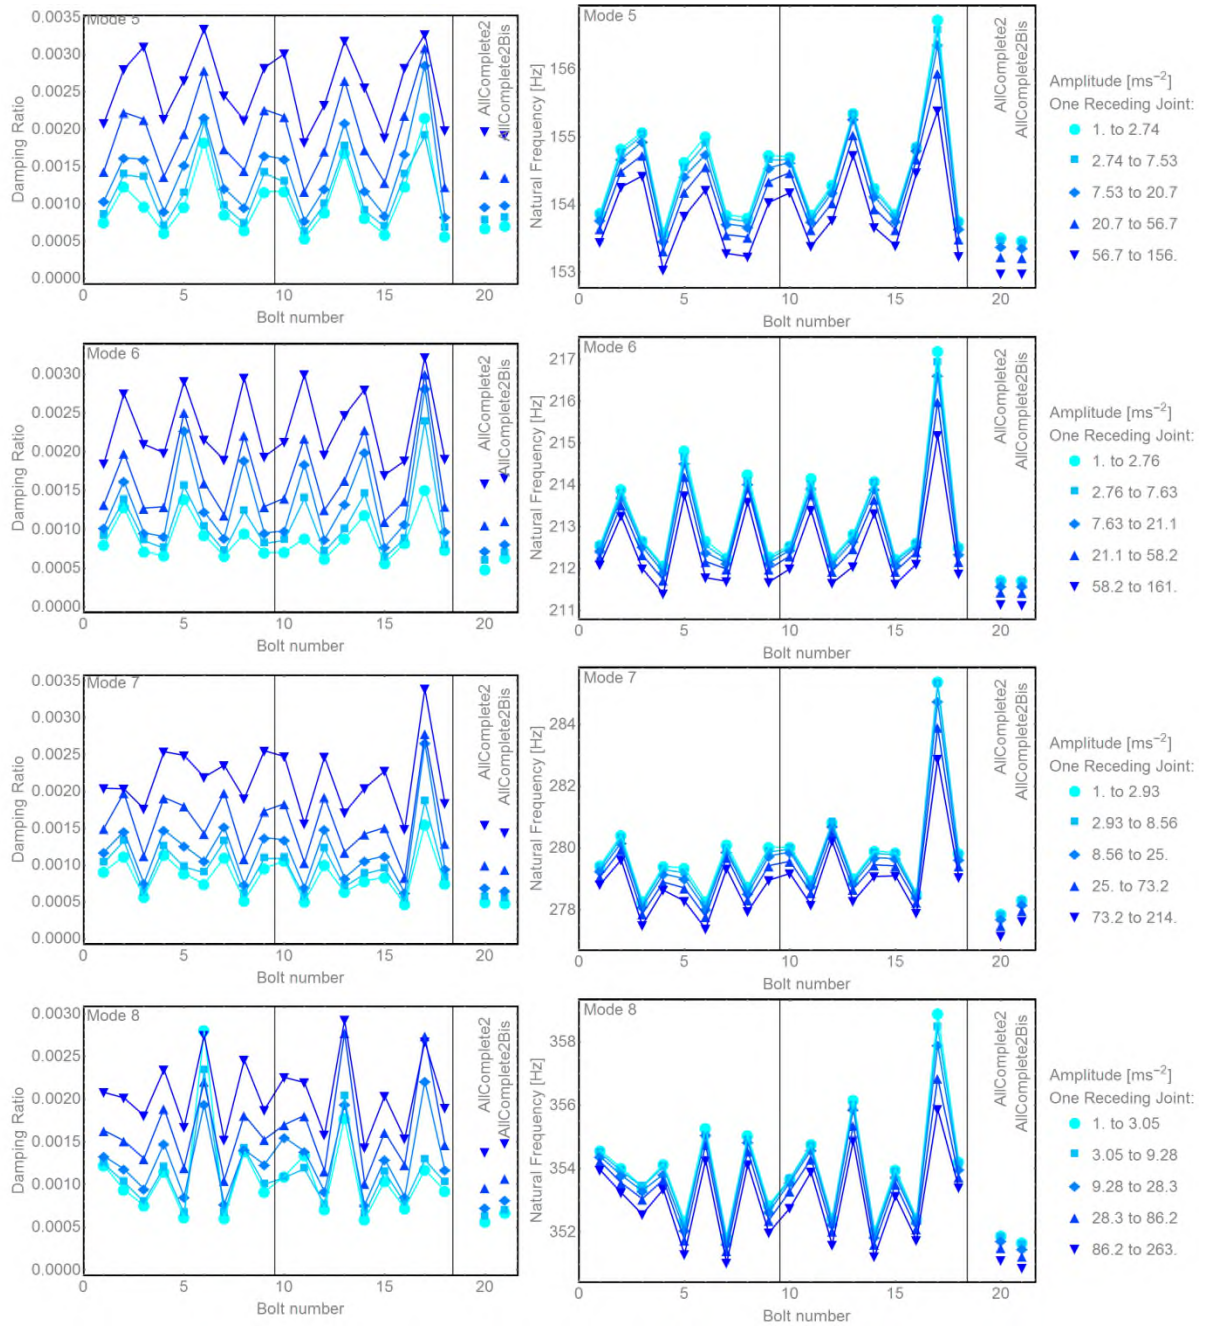 Mode 5
Damping Ratio
0.0035
0.0030
0.0025
0.0020
0.0015
0.0010
0.0005
0.0000
0 5 10 15 20
Bolt number
AllComplete2
AllComplete2Bis
Mode 5
Natural Frequency [Hz]
156
155
154
153
0 5 10 15 20
Bolt number
AllComplete2
AllComplete2Bis
Amplitude [ms⁻²]
One Receding Joint:
1. to 2.74
2.74 to 7.53
7.53 to 20.7
20.7 to 56.7
56.7 to 156.
Mode 6
Damping Ratio
0.0030
0.0025
0.0020
0.0015
0.0010
0.0005
0.0000
0 5 10 15 20
Bolt number
AllComplete2
AllComplete2Bis
Mode 6
Natural Frequency [Hz]
217
216
215
214
213
212
211
0 5 10 15 20
Bolt number
AllComplete2
AllComplete2Bis
Amplitude [ms⁻²]
One Receding Joint:
1. to 2.76
2.76 to 7.63
7.63 to 21.1
21.1 to 58.2
58.2 to 161.
Mode 7
Damping Ratio
0.0035
0.0030
0.0025
0.0020
0.0015
0.0010
0.0005
0.0000
0 5 10 15 20
Bolt number
AllComplete2
AllComplete2Bis
Mode 7
Natural Frequency [Hz]
284
282
280
278
0 5 10 15 20
Bolt number
AllComplete2
AllComplete2Bis
Amplitude [ms⁻²]
One Receding Joint:
1. to 2.93
2.93 to 8.56
8.56 to 25.
25. to 73.2
73.2 to 214.
Mode 8
Damping Ratio
0.0030
0.0025
0.0020
0.0015
0.0010
0.0005
0.0000
0 5 10 15 20
Bolt number
AllComplete2
AllComplete2Bis
Mode 8
Natural Frequency [Hz]
358
356
354
352
0 5 10 15 20
Bolt number
AllComplete2
AllComplete2Bis
Amplitude [ms⁻²]
One Receding Joint:
1. to 3.05
3.05 to 9.28
9.28 to 28.3
28.3 to 86.2
86.2 to 263.